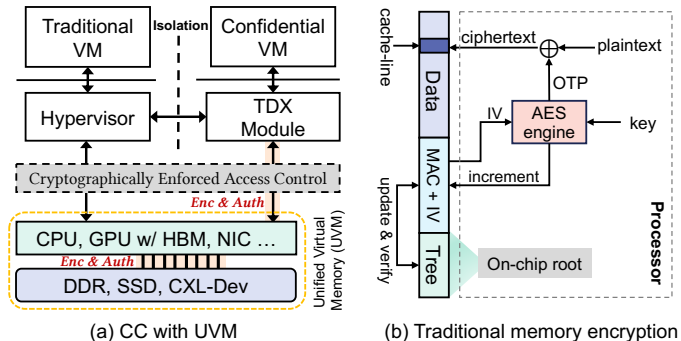 Traditional
VM
Isolation
Confidential
VM
Hypervisor
TDX
Module
Cryptographically Enforced Access Control
Enc & Auth
CPU, GPU w/ HBM, NIC ...
Enc & Auth
DDR, SSD, CXL-Dev
Unified Virtual
Memory (UVM)
(a) CC with UVM
cache-line
ciphertext
plaintext
Data
OTP
IV
AES
engine
key
MAC + IV
increment
update & verify
Tree
On-chip root
Processor
(b) Traditional memory encryption